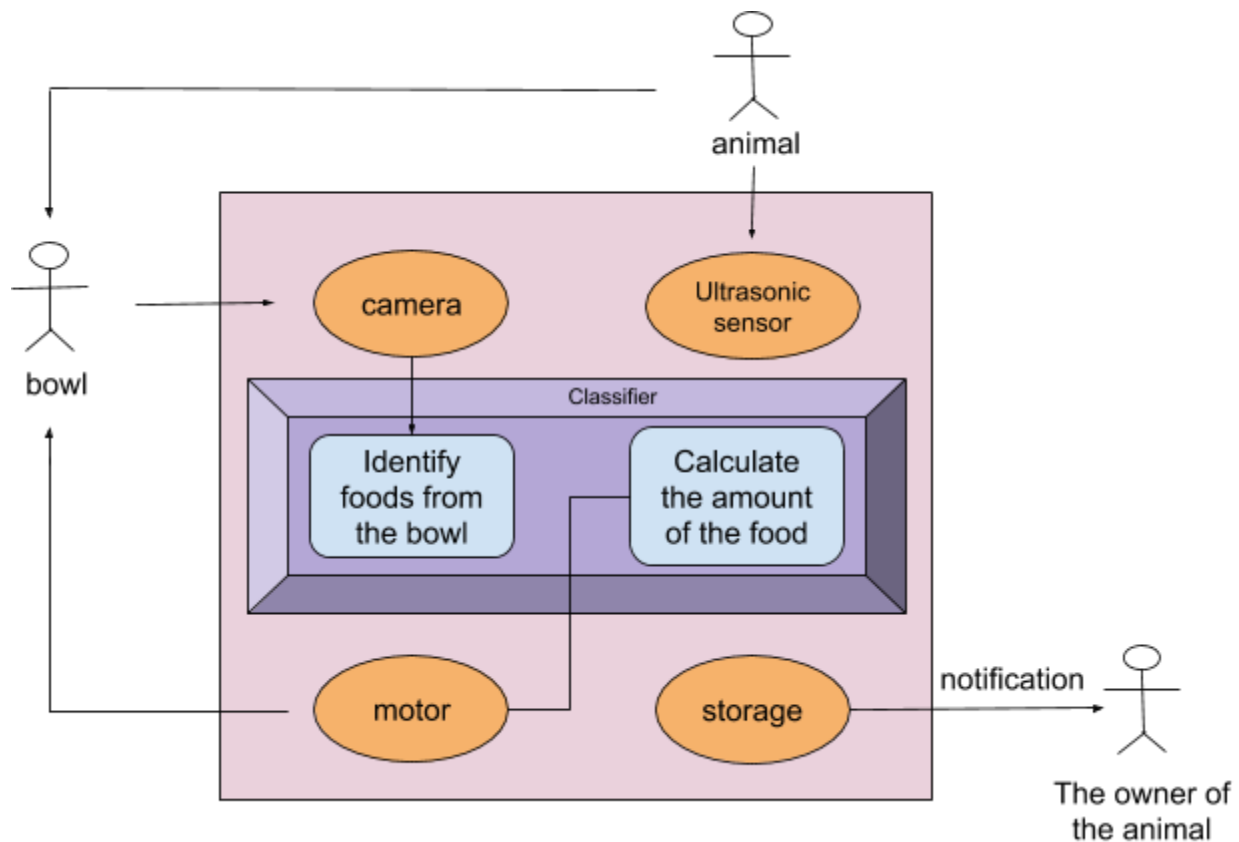 animal
camera
Ultrasonic
sensor
bowl
Classifier
Identify
foods from
the bowl
Calculate
the amount
of the food
motor
storage
notification
The owner of
the animal